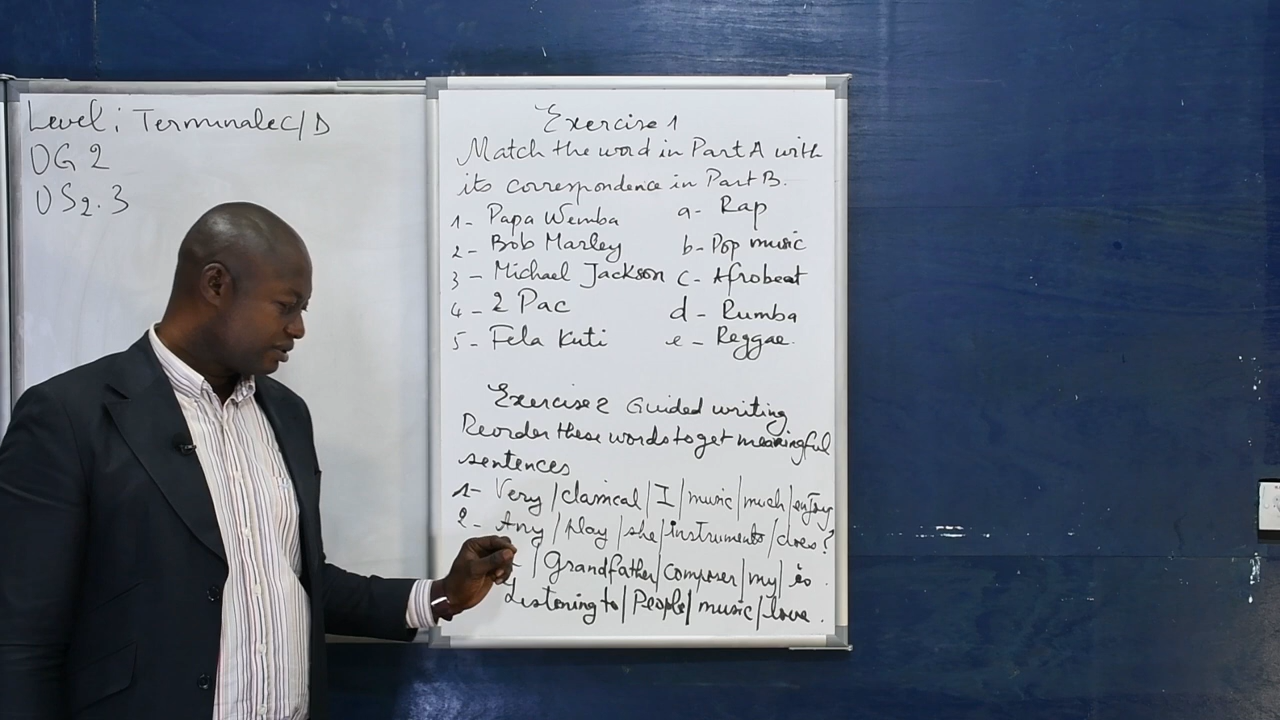 Level: Terminale C/D
OG 2
OS2.3
Exercise 1
Match the word in Part A with
its correspondence in Part B.
1- Papa Wemba a- Rap
2- Bob Marley b- Pop music
3- Michael Jackson c- Afrobeat
4- 2 Pac d- Rumba
5- Fela Kuti e- Reggae.
Exercise 2 Guided writing
Reorder these words to get meaningful
sentences
1- Very / classical / I / music / much / enjoy
2- Any / play / she / instruments / does?
/ Grandfather / composer / my / is.
Listening to / People / music / love.